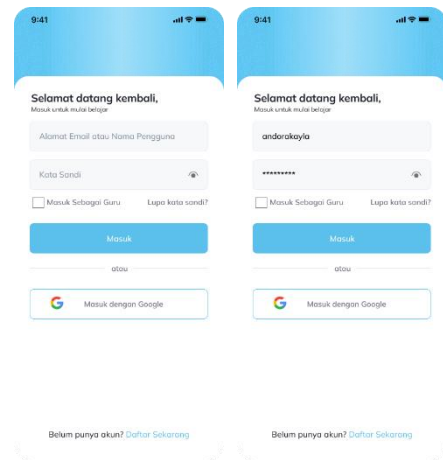 9:41
Selamat datang kembali,
Masuk untuk mulai belajar
Alamat Email atau Nama Pengguna
Kata Sandi
Masuk Sebagai Guru Lupa kata sandi?
Masuk
atau
Masuk dengan Google
Belum punya akun? Daftar Sekarang
9:41
Selamat datang kembali,
Masuk untuk mulai belajar
andorakayla
*********
Masuk Sebagai Guru Lupa kata sandi?
Masuk
atau
Masuk dengan Google
Belum punya akun? Daftar Sekarang